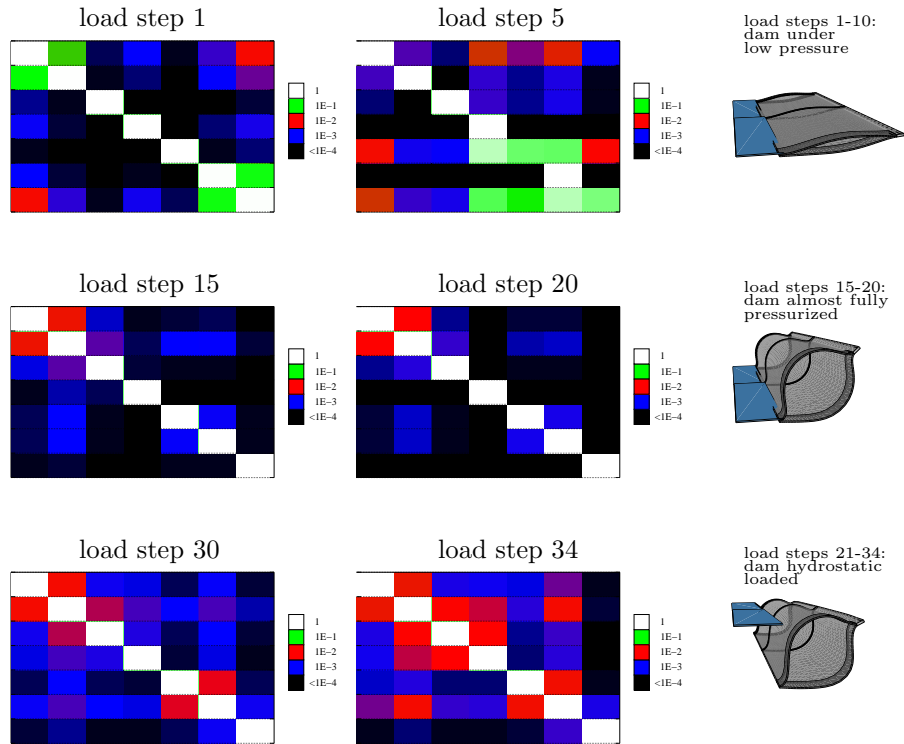 load step 1
load step 5
load steps 1-10:
dam under
low pressure
1
1E-1
1E-2
1E-3
<1E-4
1
1E-1
1E-2
1E-3
<1E-4
load step 15
load step 20
load steps 15-20:
dam almost fully
pressurized
1
1E-1
1E-2
1E-3
<1E-4
1
1E-1
1E-2
1E-3
<1E-4
load step 30
load step 34
load steps 21-34:
dam hydrostatic
loaded
1
1E-1
1E-2
1E-3
<1E-4
1
1E-1
1E-2
1E-3
<1E-4